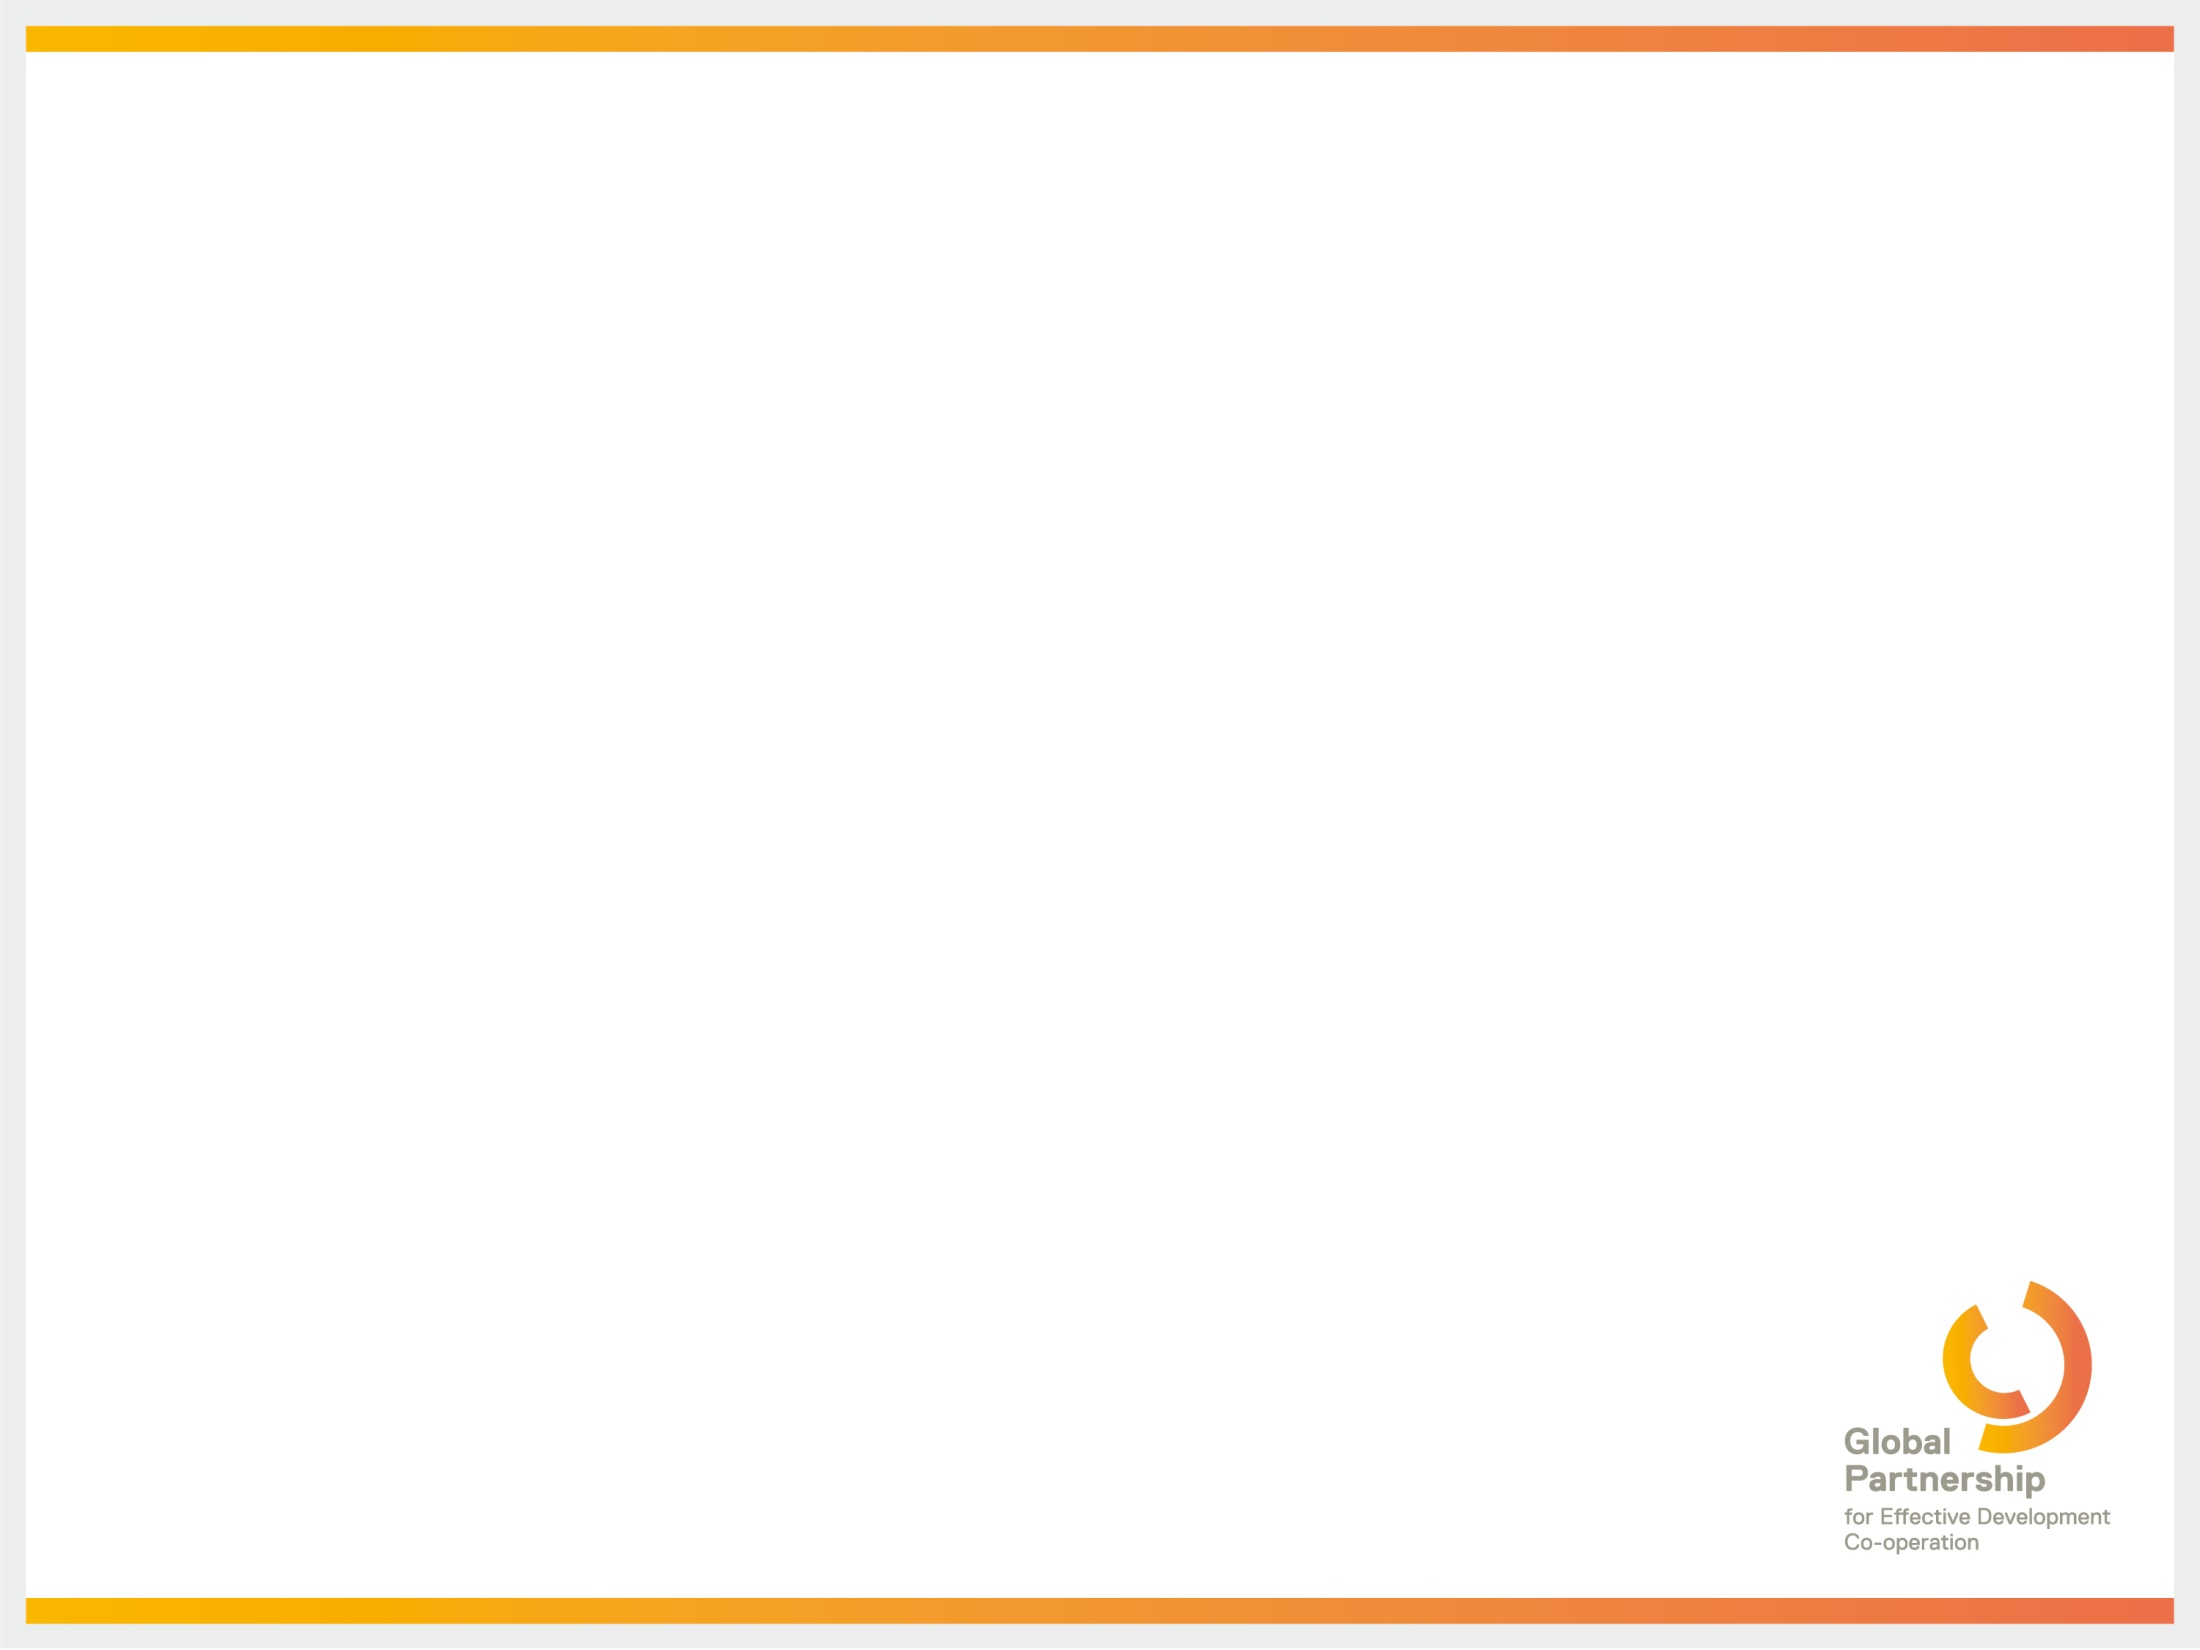 Global
Partnership
for Effective Development
Co-operation